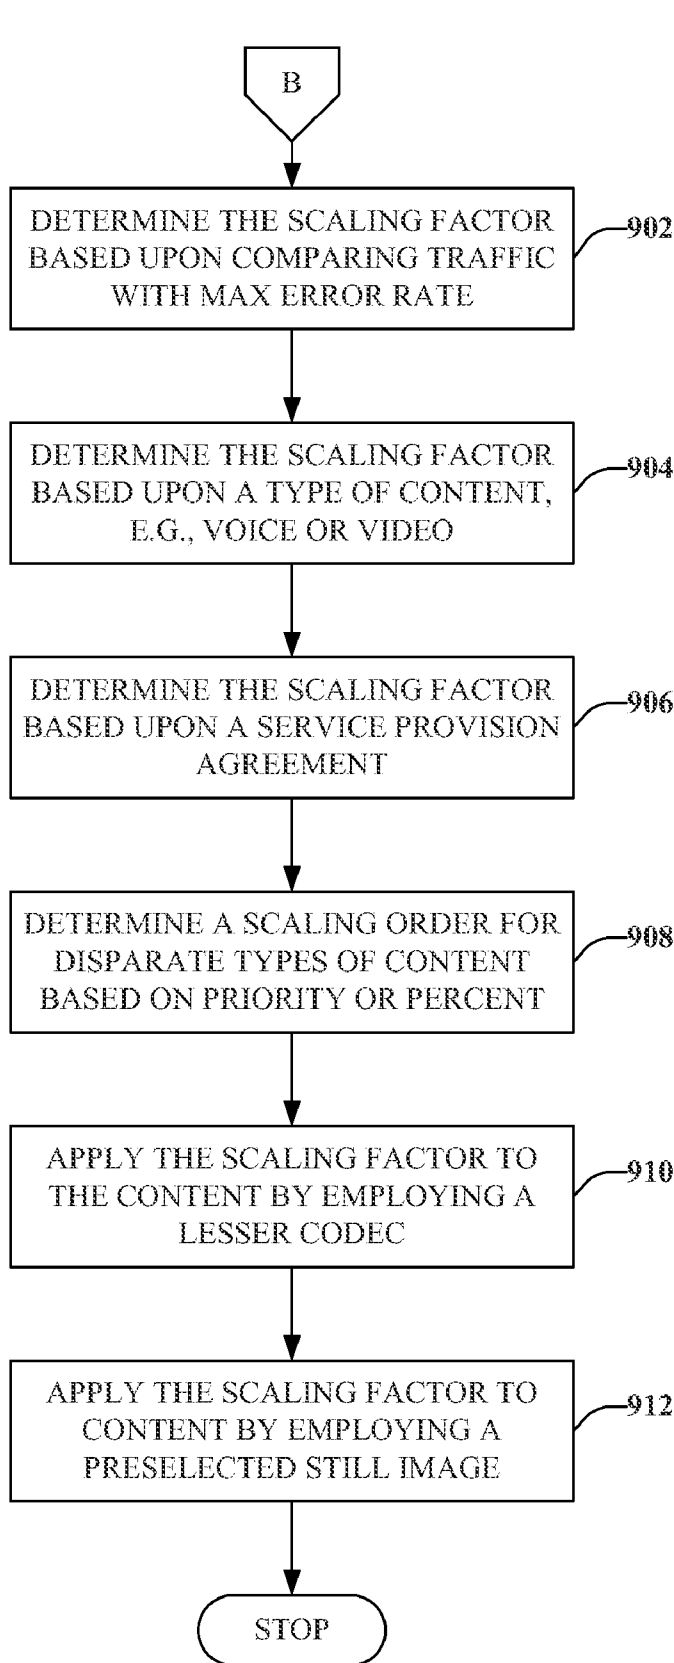 B
DETERMINE THE SCALING FACTOR
BASED UPON COMPARING TRAFFIC
WITH MAX ERROR RATE
902
DETERMINE THE SCALING FACTOR
BASED UPON A TYPE OF CONTENT,
E.G., VOICE OR VIDEO
904
DETERMINE THE SCALING FACTOR
BASED UPON A SERVICE PROVISION
AGREEMENT
906
DETERMINE A SCALING ORDER FOR
DISPARATE TYPES OF CONTENT
BASED ON PRIORITY OR PERCENT
908
APPLY THE SCALING FACTOR TO
THE CONTENT BY EMPLOYING A
LESSER CODEC
910
APPLY THE SCALING FACTOR TO
CONTENT BY EMPLOYING A
PRESELECTED STILL IMAGE
912
STOP